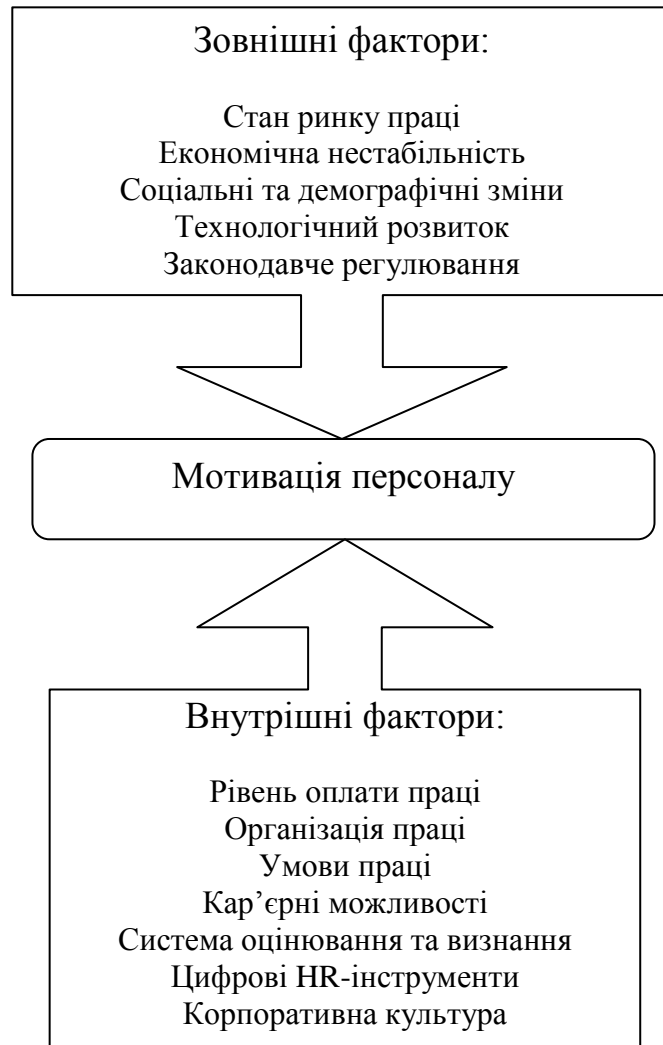 Зовнішні фактори:
Стан ринку праці
Економічна нестабільність
Соціальні та демографічні зміни
Технологічний розвиток
Законодавче регулювання
Мотивація персоналу
Внутрішні фактори:
Рівень оплати праці
Організація праці
Умови праці
Кар’єрні можливості
Система оцінювання та визнання
Цифрові HR-інструменти
Корпоративна культура